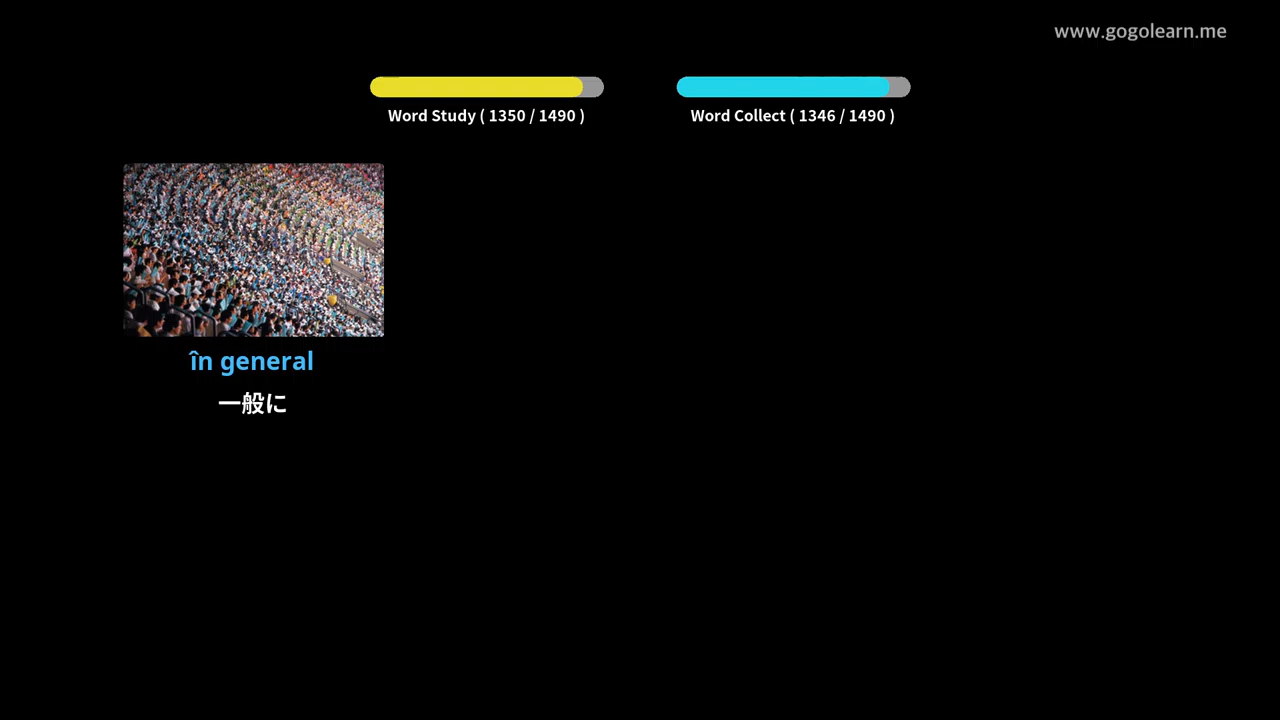 www.gogolearn.me
Word Study ( 1350 / 1490 )
Word Collect ( 1346 / 1490 )
în general
一般に